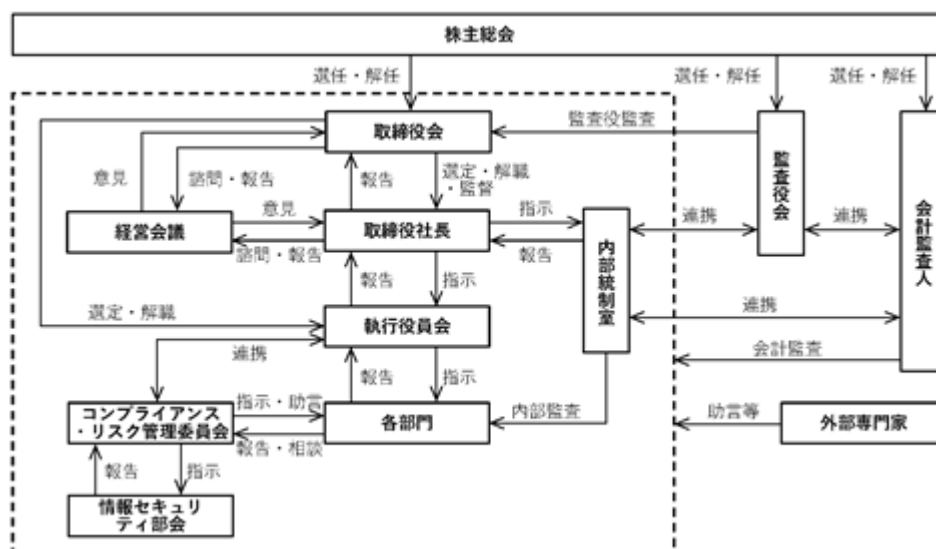 株主総会
選任・解任
選任・解任
選任・解任
取締役会
監査役監査
監査役会
会計監査人
意見
諮問・報告
報告
選定・解職
・監督
経営会議
意見
諮問・報告
取締役社長
指示
報告
内部統制室
連携
連携
報告
指示
選定・解職
執行役員会
連携
連携
会計監査
報告
指示
コンプライアンス
・リスク管理委員会
指示・助言
報告・相談
各部門
内部監査
助言等
外部専門家
報告
指示
情報セキュリ
ティ部会